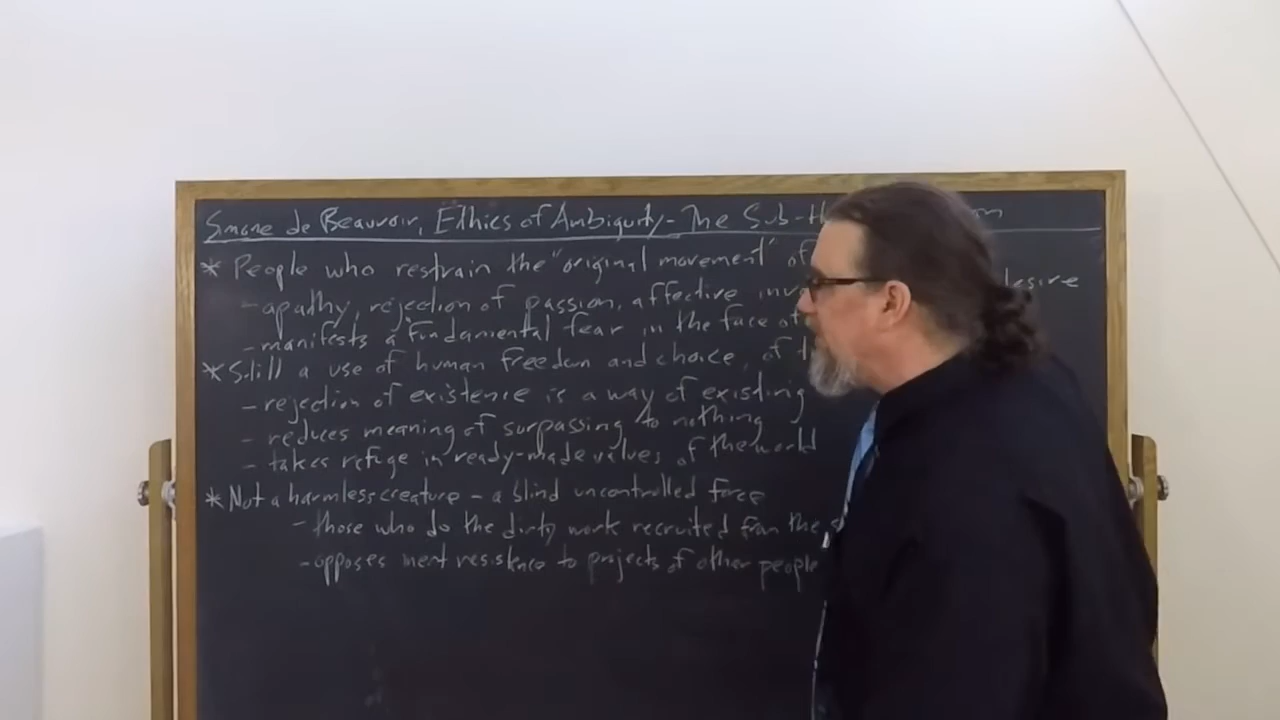 Simone de Beauvoir, Ethics of Ambiguity - The Sub-
* People who restrain the "original movement" of
- apathy, rejection of passion, affective desire
- manifests a fundamental fear in the face of
* Still a use of human freedom and choice, of
- rejection of existence is a way of existing
- reduces meaning of surpassing to nothing
- takes refuge in ready-made values of the world
* Not a harmless creature - a blind uncontrolled force
- those who do the dirty work recruited from the
- opposes inert resistence to projects of other people